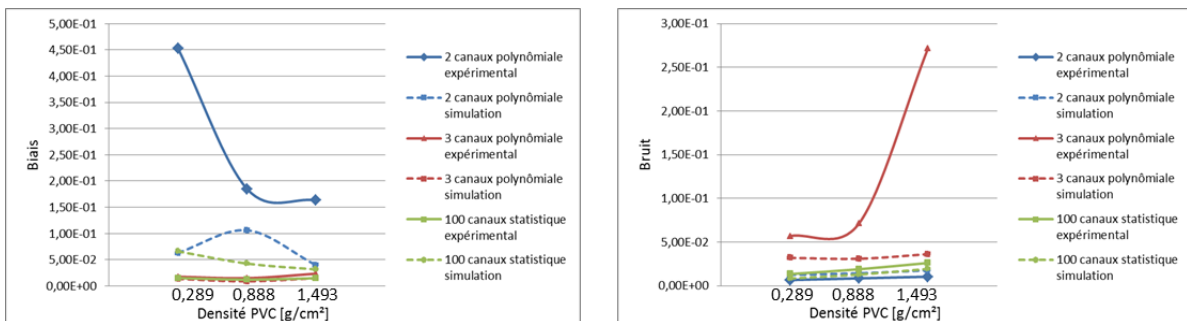 5,00E-01
4,50E-01
4,00E-01
3,50E-01
3,00E-01
2,50E-01
2,00E-01
1,50E-01
1,00E-01
5,00E-02
0,00E+00
Biais
0,289 0,888 1,493
Densité PVC [g/cm²]
2 canaux polynômiale
expérimental
2 canaux polynômiale
simulation
3 canaux polynômiale
expérimental
3 canaux polynômiale
simulation
100 canaux statistique
expérimental
100 canaux statistique
simulation
3,00E-01
2,50E-01
2,00E-01
1,50E-01
1,00E-01
5,00E-02
0,00E+00
Bruit
0,289 0,888 1,493
Densité PVC [g/cm²]
2 canaux polynômiale
expérimental
2 canaux polynômiale
simulation
3 canaux polynômiale
expérimental
3 canaux polynômiale
simulation
100 canaux statistique
expérimental
100 canaux statistique
simulation